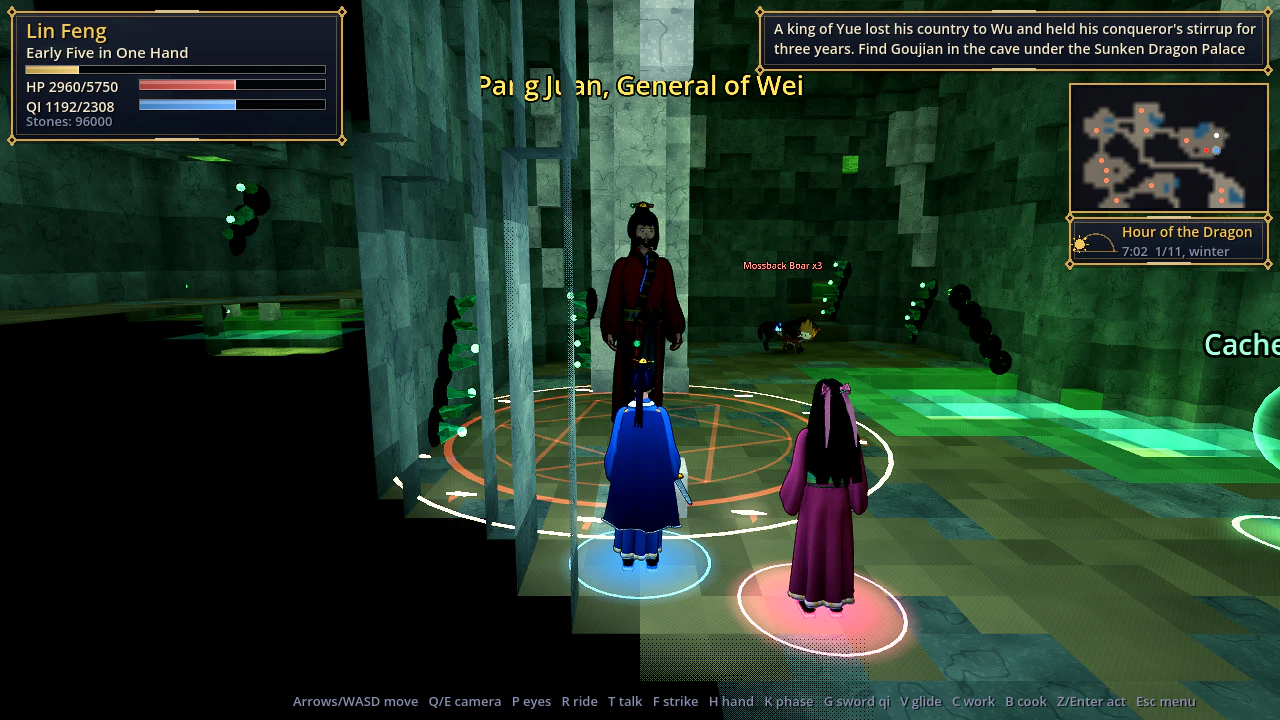 Lin Feng
Early Five in One Hand
HP 2960/5750
QI 1192/2308
Stones: 96000
A king of Yue lost his country to Wu and held his conqueror's stirrup for
three years. Find Goujian in the cave under the Sunken Dragon Palace
Pang Juan, General of Wei
Hour of the Dragon
7:02 1/11, winter
Mossback Boar x3
Cache
Arrows/WASD move Q/E camera P eyes R ride T talk F strike H hand K phase G sword qi V glide C work B cook Z/Enter act Esc menu